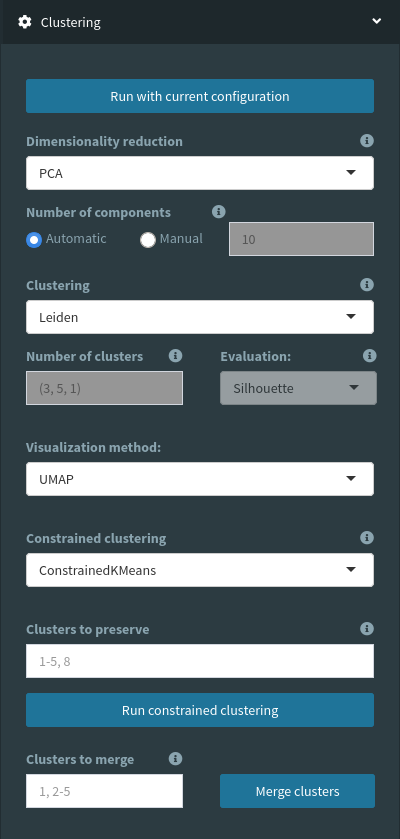 Clustering
Run with current configuration
Dimensionality reduction
PCA
Number of components
Automatic Manual 10
Clustering
Leiden
Number of clusters Evaluation:
(3, 5, 1) Silhouette
Visualization method:
UMAP
Constrained clustering
ConstrainedKMeans
Clusters to preserve
1-5, 8
Run constrained clustering
Clusters to merge
1, 2-5 Merge clusters